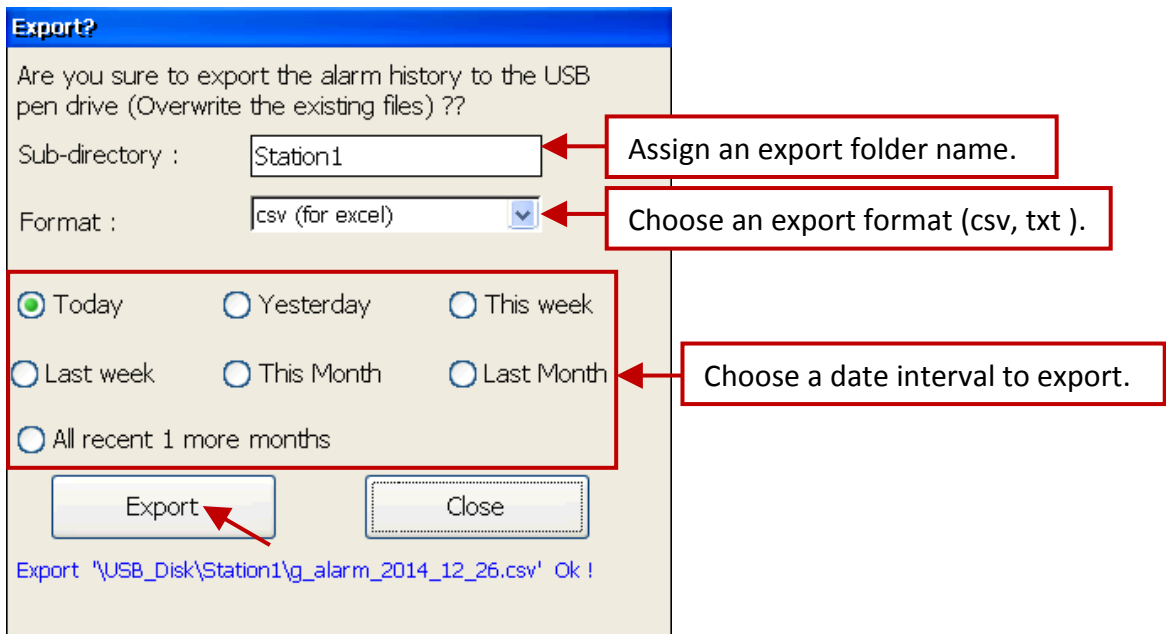 Export?
Are you sure to export the alarm history to the USB
pen drive (Overwrite the existing files) ??
Sub-directory :
Station1
Assign an export folder name.
Format :
csv (for excel)
Choose an export format (csv, txt ).
Today
Yesterday
This week
Last week
This Month
Last Month
Choose a date interval to export.
All recent 1 more months
Export
Close
Export '\USB_Disk\Station1\g_alarm_2014_12_26.csv' Ok !